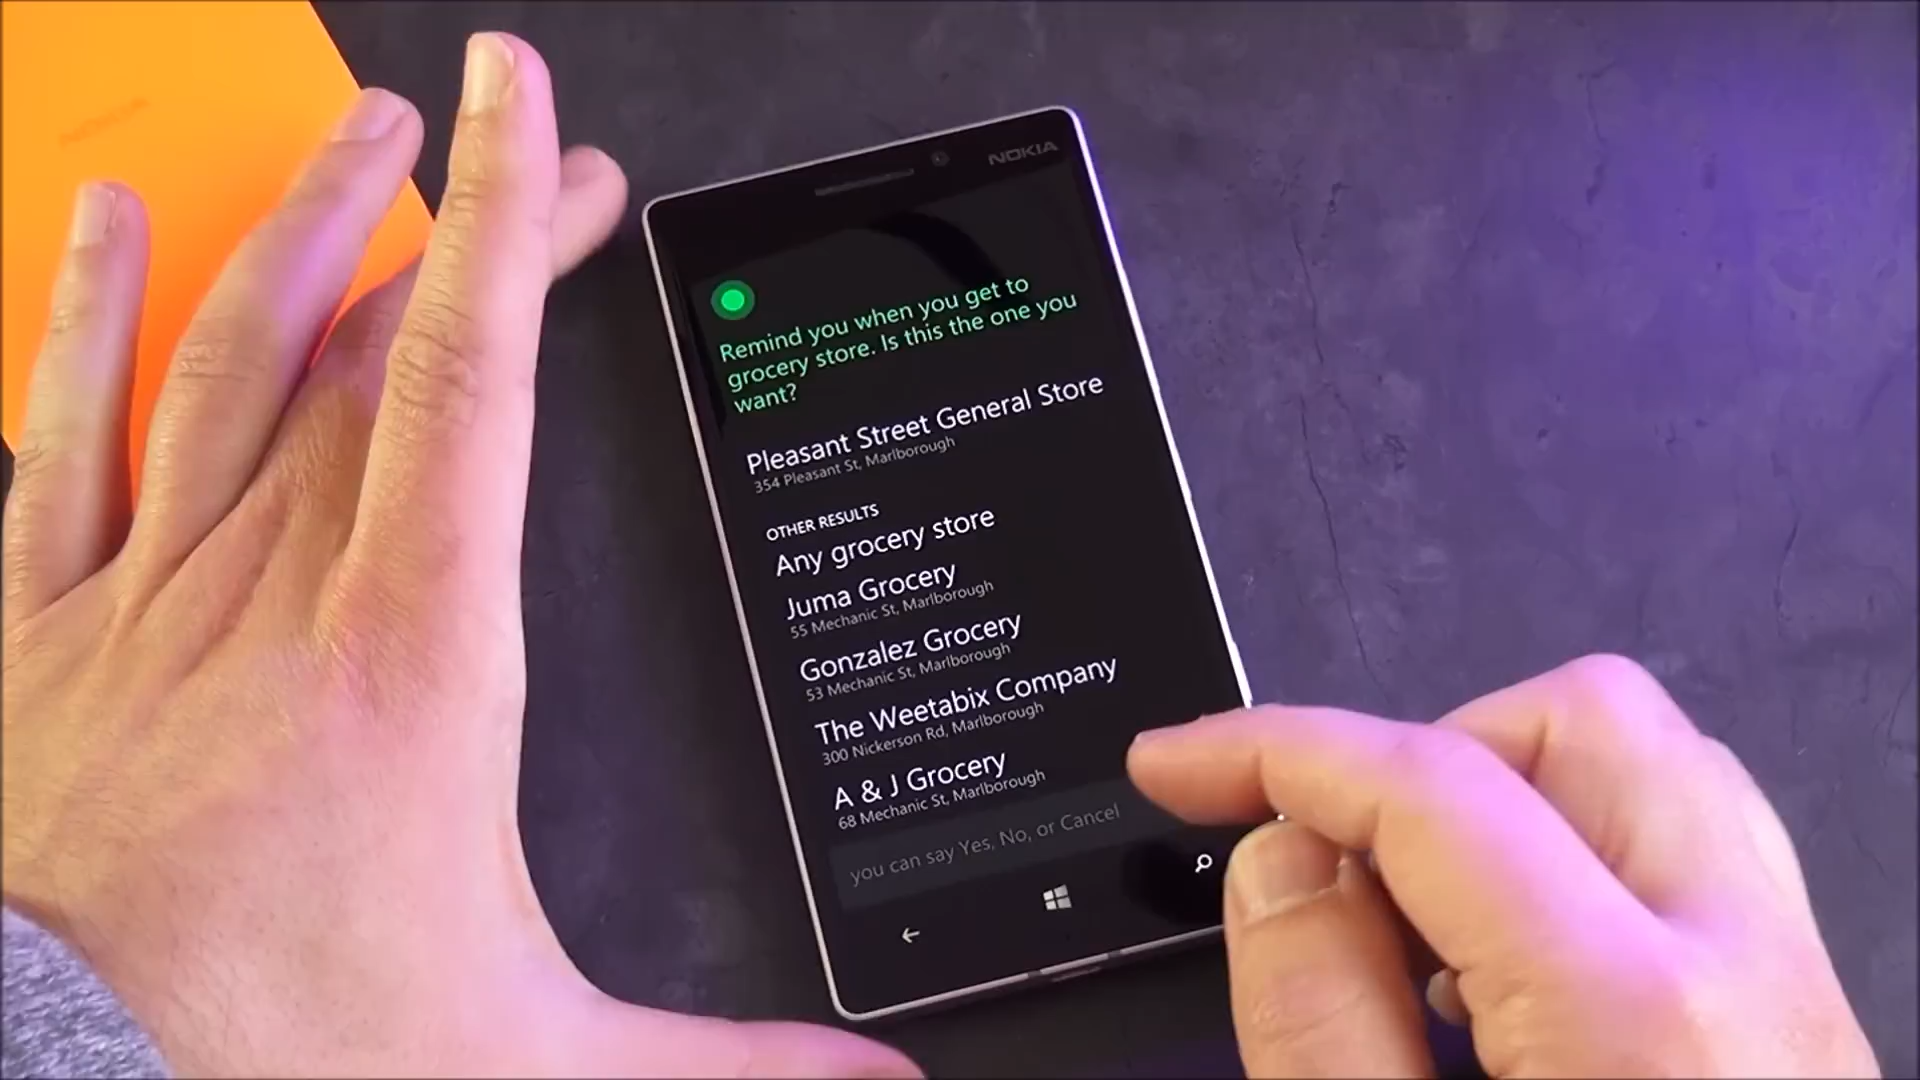 NOKIA
Remind you when you get to
grocery store. Is this the one you
want?
Pleasant Street General Store
354 Pleasant St, Marlborough
OTHER RESULTS
Any grocery store
Juma Grocery
55 Mechanic St, Marlborough
Gonzalez Grocery
53 Mechanic St, Marlborough
The Weetabix Company
300 Nickerson Rd, Marlborough
A & J Grocery
68 Mechanic St, Marlborough
you can say Yes, No, or Cancel